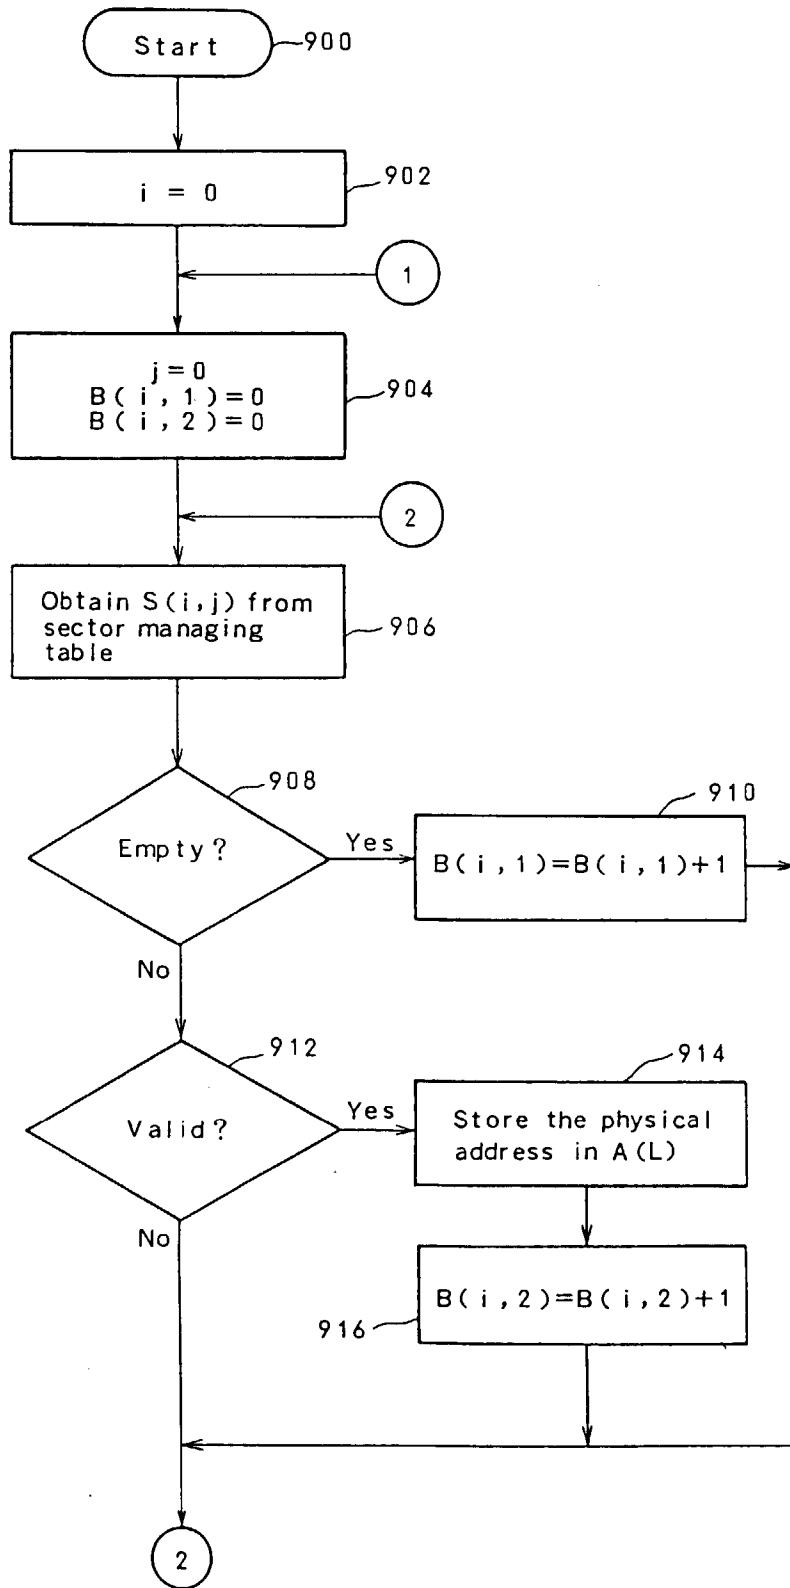 Start
900
i = 0
902
1
j=0
B(i,1)=0
B(i,2)=0
904
2
Obtain S(i,j) from
sector managing
table
906
908
Empty?
Yes
910
B(i,1)=B(i,1)+1
No
912
Valid?
Yes
914
Store the physical
address in A(L)
No
B(i,2)=B(i,2)+1
916
2